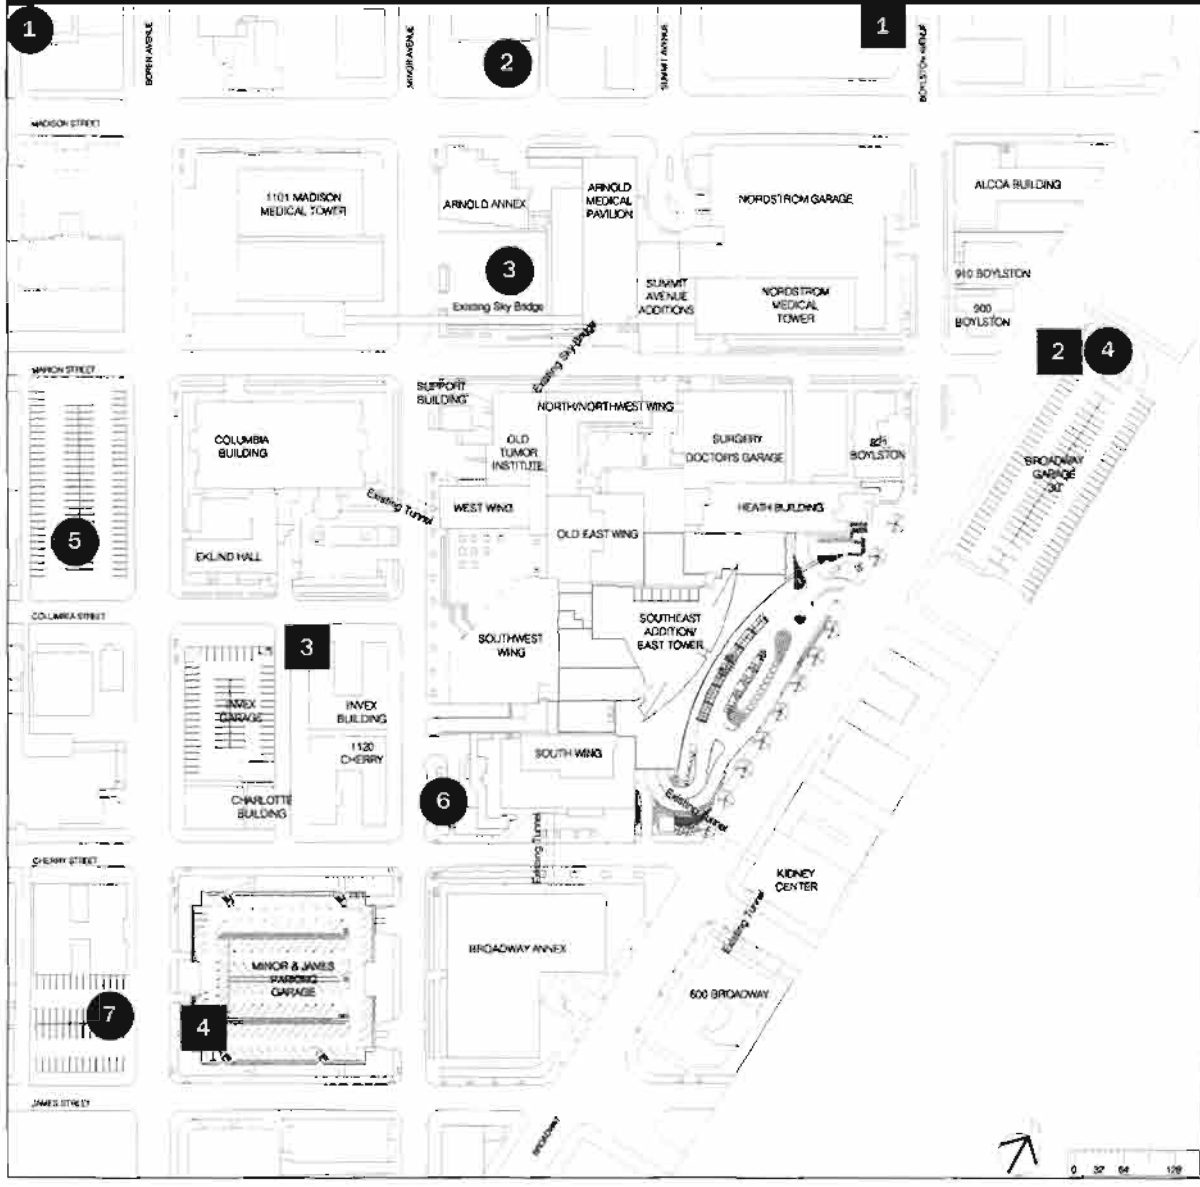 1
BOREN AVENUE
MINOR AVENUE
2
SUMMIT AVENUE
1
BOYLSTON AVENUE
MADISON STREET
1101 MADISON
MEDICAL TOWER
ARNOLD ANNEX
ARNOLD
MEDICAL
PAVILION
NORDSTROM GARAGE
ALCOA BUILDING
3
Existing Sky Bridge
SUMMIT
AVENUE
ADDITIONS
NORDSTROM
MEDICAL
TOWER
910 BOYLSTON
900
BOYLSTON
2
4
MARION STREET
Existing Sky Bridge
SUPPORT
BUILDING
NORTH/NORTHWEST WING
COLUMBIA
BUILDING
OLD
TUMOR
INSTITUTE
SURGERY
DOCTOR'S GARAGE
BOYLSTON
BROADWAY
GARAGE
30'
Existing Tunnel
WEST WING
HEATH BUILDING
OLD EAST WING
5
EKLIND HALL
COLUMBIA STREET
3
SOUTHWEST
WING
SOUTHEAST
ADDITION/
EAST TOWER
INVEX
GARAGE
INVEX
BUILDING
1120
CHERRY
SOUTH WING
CHARLOTTE
BUILDING
6
Existing Tunnel
Existing Tunnel
CHERRY STREET
KIDNEY
CENTER
Existing Tunnel
BROADWAY ANNEX
MINOR & JAMES
PARKING
GARAGE
600 BROADWAY
7
4
JAMES STREET
BROADWAY
0 32 64 128